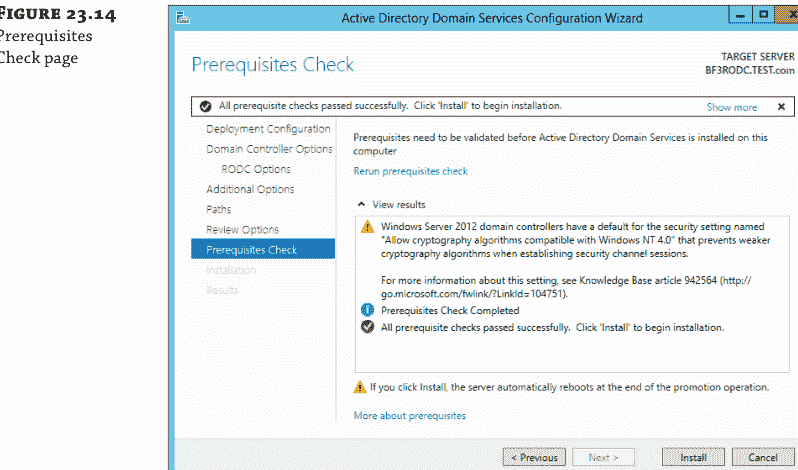 FIGURE 23.14
Prerequisites
Check page
Active Directory Domain Services Configuration Wizard
Prerequisites Check
TARGET SERVER
BF3RODC.TEST.com
All prerequisite checks passed successfully. Click 'Install' to begin installation.
Show more
Deployment Configuration
Domain Controller Options
RODC Options
Additional Options
Paths
Review Options
Prerequisites Check
Installation
Results
Prerequisites need to be validated before Active Directory Domain Services is installed on this
computer
Rerun prerequisites check
View results
Windows Server 2012 domain controllers have a default for the security setting named
"Allow cryptography algorithms compatible with Windows NT 4.0" that prevents weaker
cryptography algorithms when establishing security channel sessions.
For more information about this setting, see Knowledge Base article 942564 (http://
go.microsoft.com/fwlink/?LinkId=104751).
Prerequisites Check Completed
All prerequisite checks passed successfully. Click 'Install' to begin installation.
If you click Install, the server automatically reboots at the end of the promotion operation.
More about prerequisites
< Previous
Next >
Install
Cancel